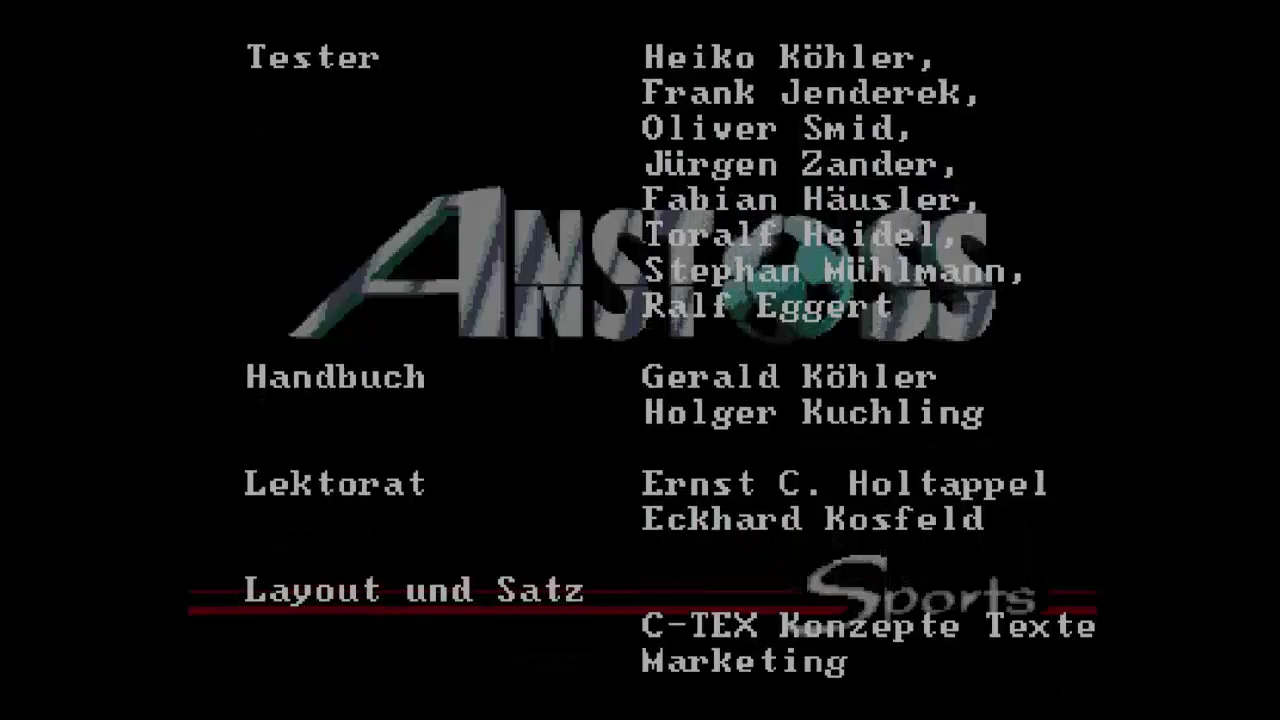 Tester Heiko Köhler,
Frank Jenderek,
Oliver Smid,
Jürgen Zander,
Fabian Häusler,
Toralf Heidel,
Stephan Mühlmann,
Ralf Eggert
ANSTOSS
Handbuch Gerald Köhler
Holger Kuchling
Lektorat Ernst C. Holtappel
Eckhard Kosfeld
Layout und Satz
Sports
C-TEX Konzepte Texte
Marketing